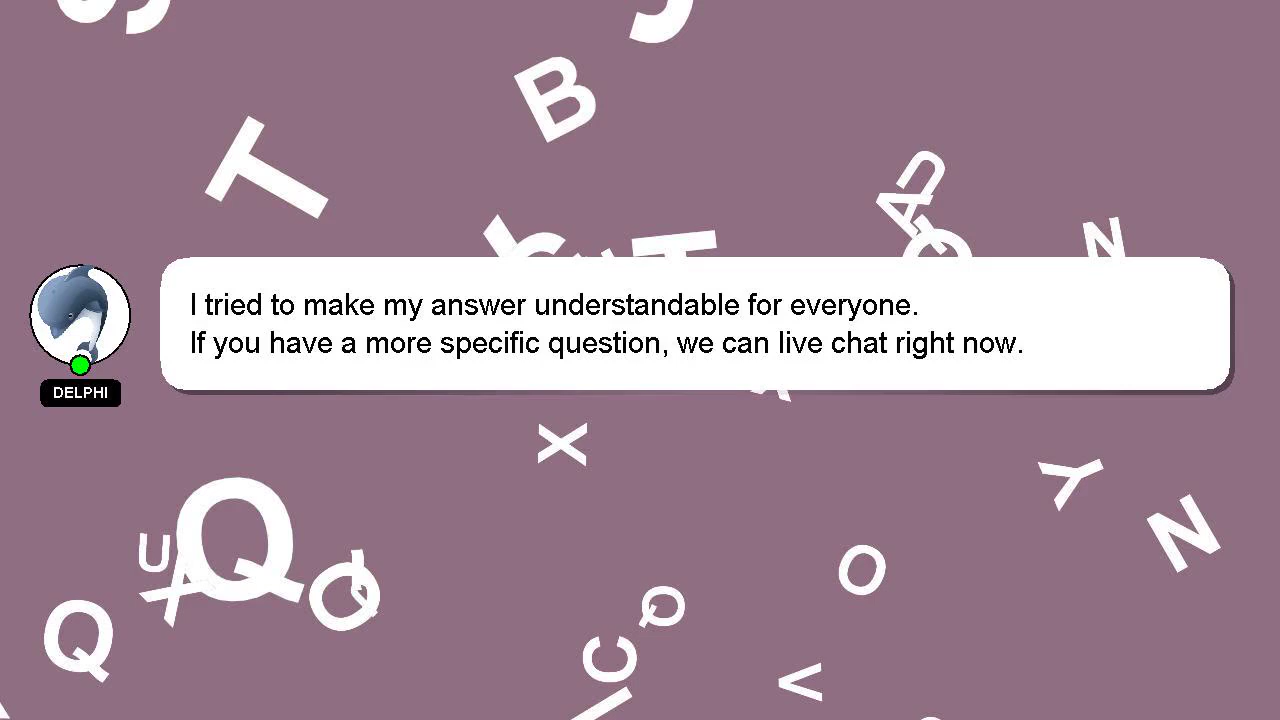 I tried to make my answer understandable for everyone.
If you have a more specific question, we can live chat right now.
DELPHI
T
B
T
U
A
N
X
Y
N
Q
U
X
Q
Q
Q
O
C
V